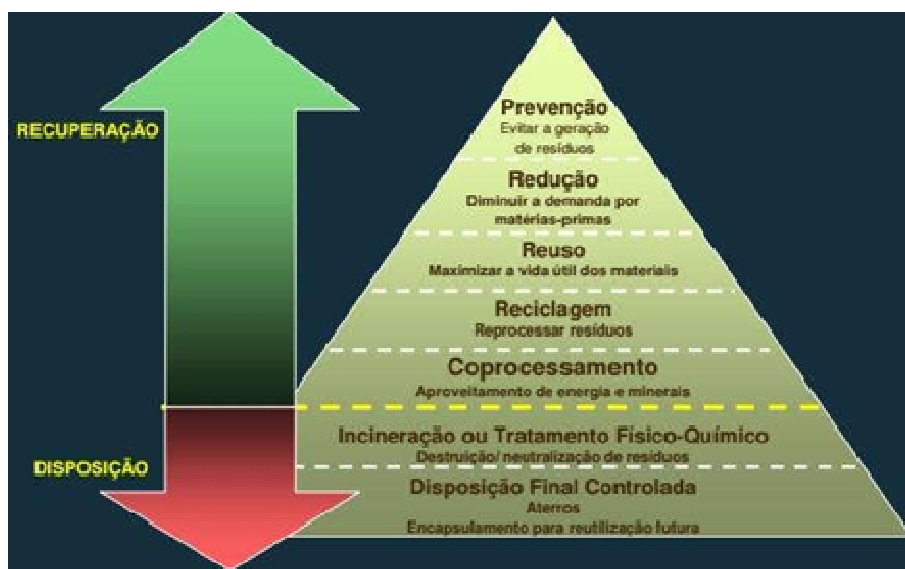 RECUPERAÇÃO
Prevenção
Evitar a geração
de resíduos
Redução
Diminuir a demanda por
matérias-primas
Reuso
Maximizar a vida útil dos materiais
Reciclagem
Reprocessar resíduos
Coprocessamento
Aproveitamento de energia e minerais
DISPOSIÇÃO
Incineração ou Tratamento Físico-Químico
Destruição/ neutralização de resíduos
Disposição Final Controlada
Aterros
Encapsulamento para reutilização futura